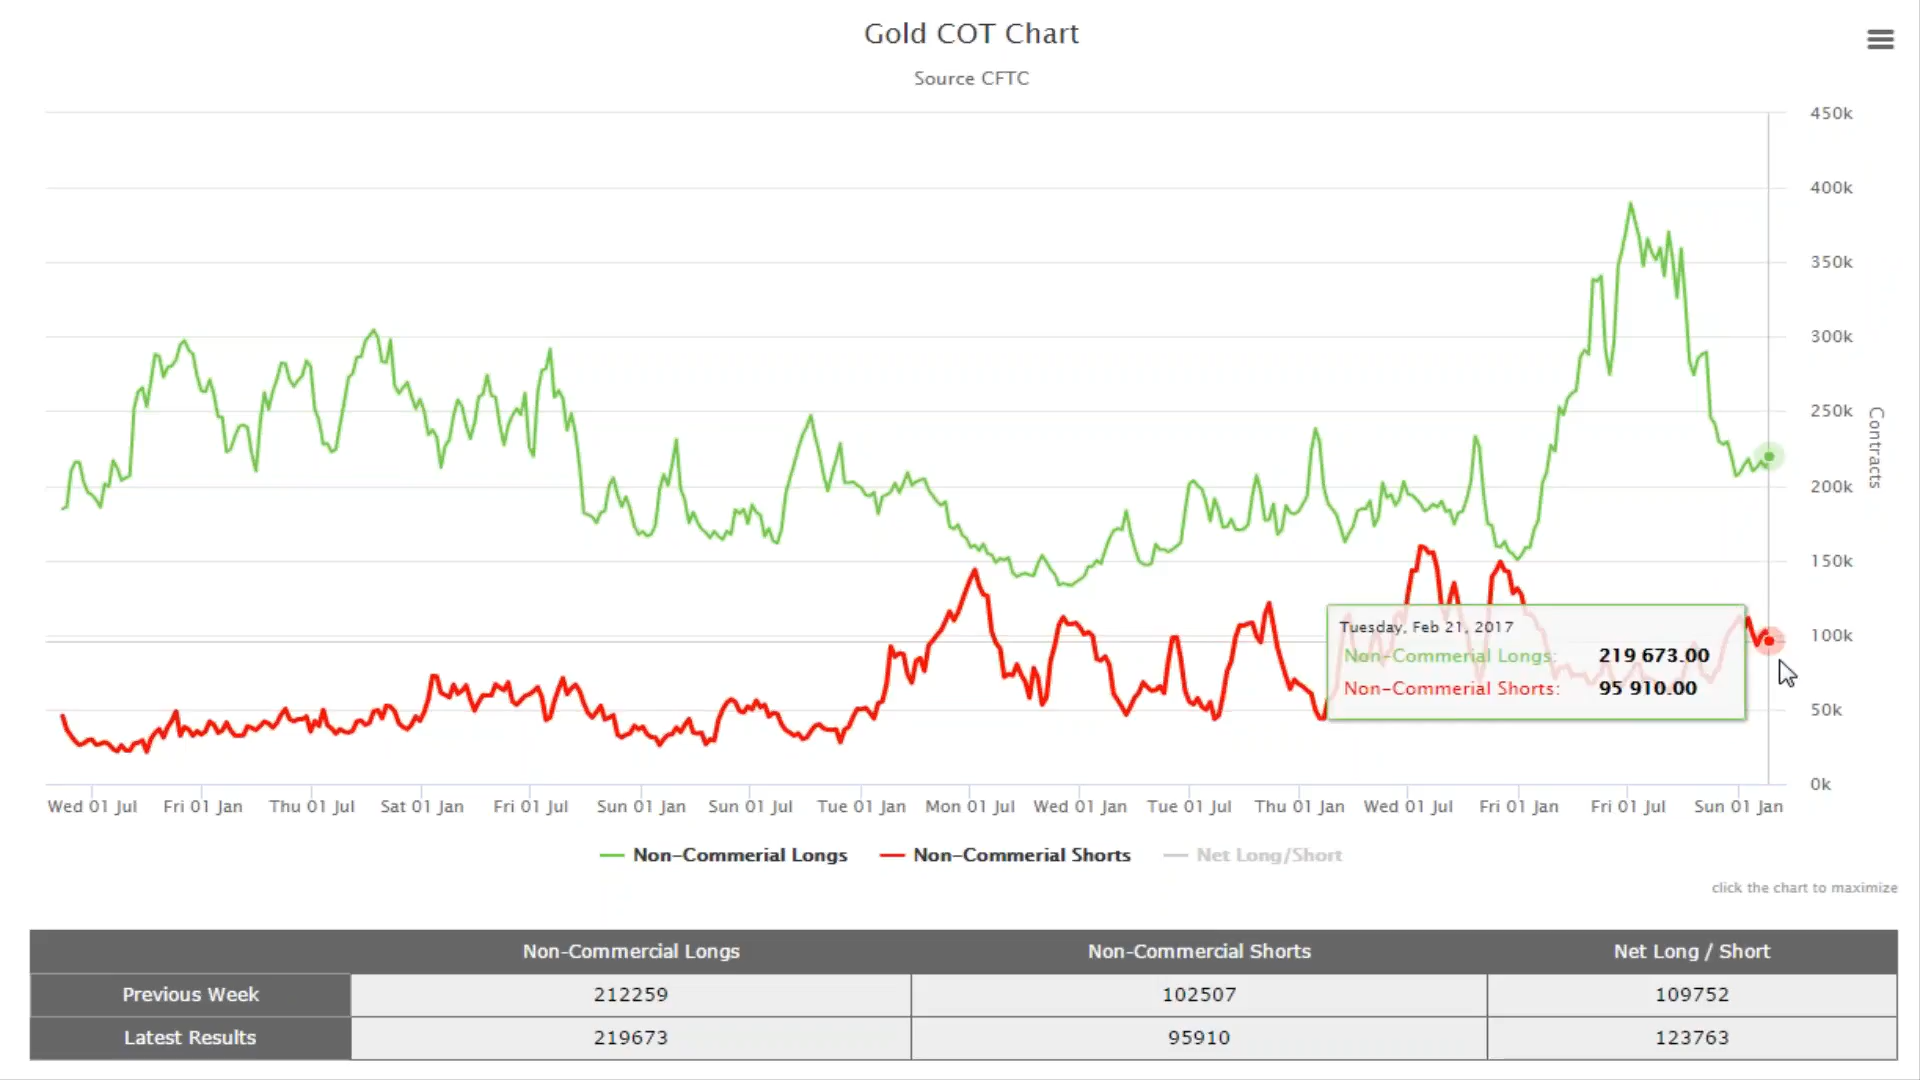 Gold COT Chart
Source CFTC
450k
400k
350k
300k
250k
200k
150k
100k
50k
0k
Contracts
Tuesday, Feb 21, 2017
Non-Commerial Longs: 219 673.00
Non-Commerial Shorts: 95 910.00
Wed 01 Jul Fri 01 Jan Thu 01 Jul Sat 01 Jan Fri 01 Jul Sun 01 Jan Sun 01 Jul Tue 01 Jan Mon 01 Jul Wed 01 Jan Tue 01 Jul Thu 01 Jan Wed 01 Jul Fri 01 Jan Fri 01 Jul Sun 01 Jan
Non-Commerial Longs Non-Commerial Shorts Net Long/Short
click the chart to maximize
Non-Commercial Longs Non-Commercial Shorts Net Long / Short
Previous Week 212259 102507 109752
Latest Results 219673 95910 123763